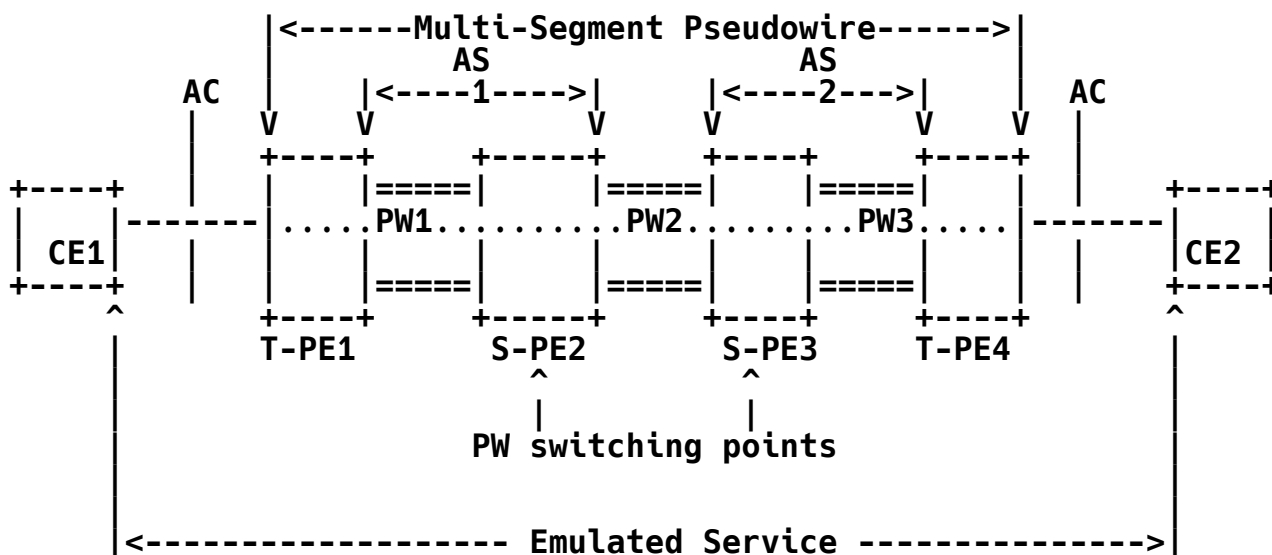 |<------Multi-Segment Pseudowire------>|
AS AS
AC | |<----1---->| |<----2--->| | AC
| V V V V V V |
| +----+ +-----+ +----+ +----+ |
+----+ | | |=====| |=====| |=====| | | +----+
| |-------|.....PW1..........PW2.........PW3.....|-------| |
| CE1| | | | | | | | | | | |CE2 |
+----+ | | |=====| |=====| |=====| | | +----+
^ +----+ +-----+ +----+ +----+ ^
| T-PE1 S-PE2 S-PE3 T-PE4 |
| ^ ^ |
| | | |
| PW switching points |
| |
| |
|<------------------- Emulated Service ---------------->|